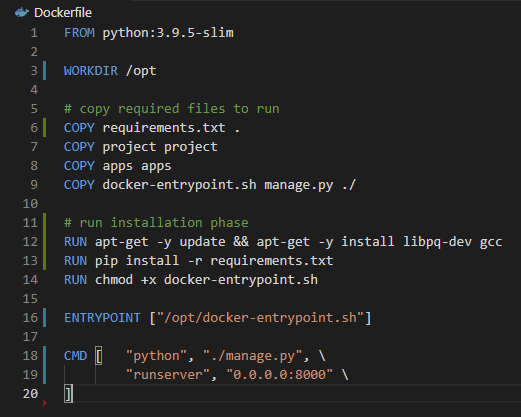 Dockerfile
1 FROM python:3.9.5-slim
2
3 WORKDIR /opt
4
5 # copy required files to run
6 COPY requirements.txt .
7 COPY project project
8 COPY apps apps
9 COPY docker-entrypoint.sh manage.py ./
10
11 # run installation phase
12 RUN apt-get -y update && apt-get -y install libpq-dev gcc
13 RUN pip install -r requirements.txt
14 RUN chmod +x docker-entrypoint.sh
15
16 ENTRYPOINT ["/opt/docker-entrypoint.sh"]
17
18 CMD [   "python", "./manage.py", \
19         "runserver", "0.0.0.0:8000" \
20 ]